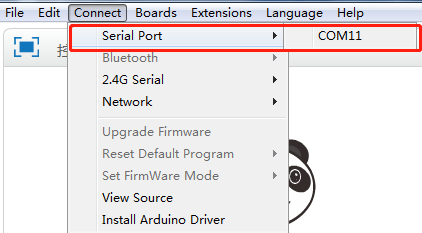 File Edit Connect Boards Extensions Language Help
Serial Port COM11
Bluetooth
2.4G Serial
Network
Upgrade Firmware
Reset Default Program
Set FirmWare Mode
View Source
Install Arduino Driver